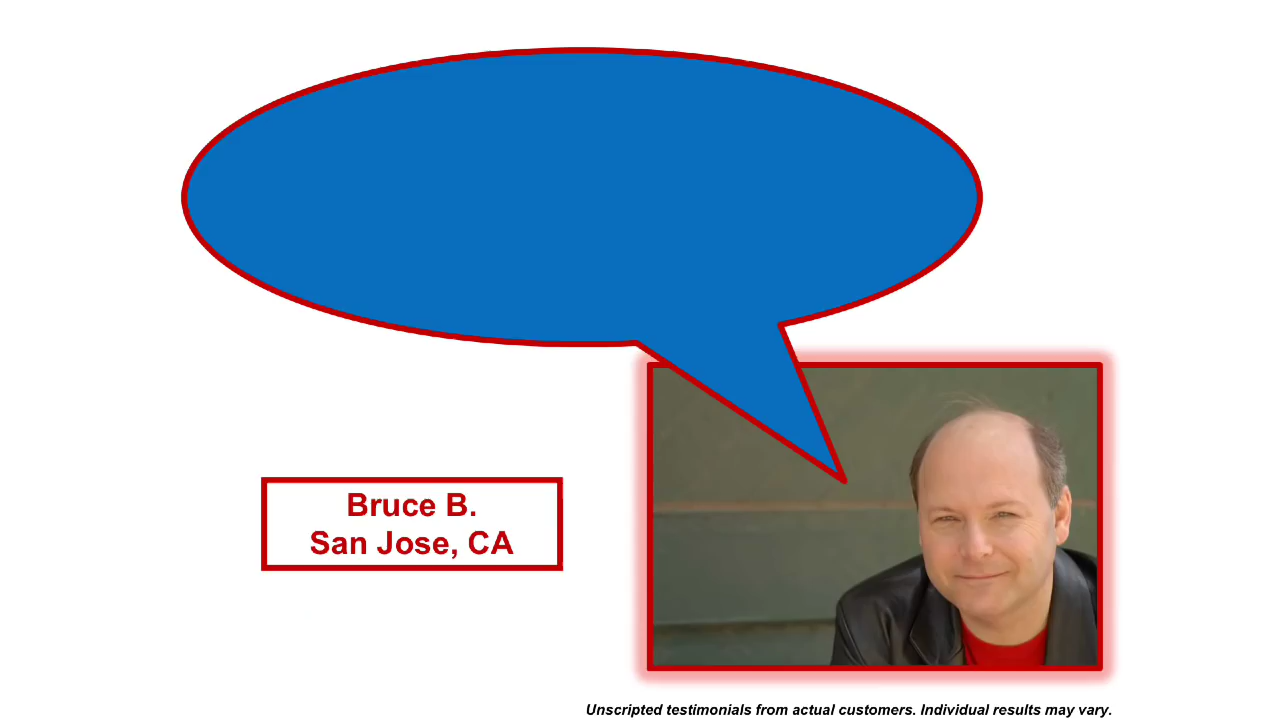 Bruce B.
San Jose, CA
Unscripted testimonials from actual customers. Individual results may vary.